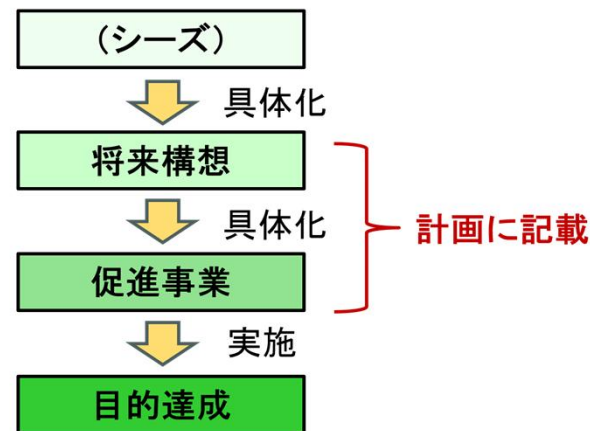 (シーズ)
具体化
将来構想
具体化
計画に記載
促進事業
実施
目的達成